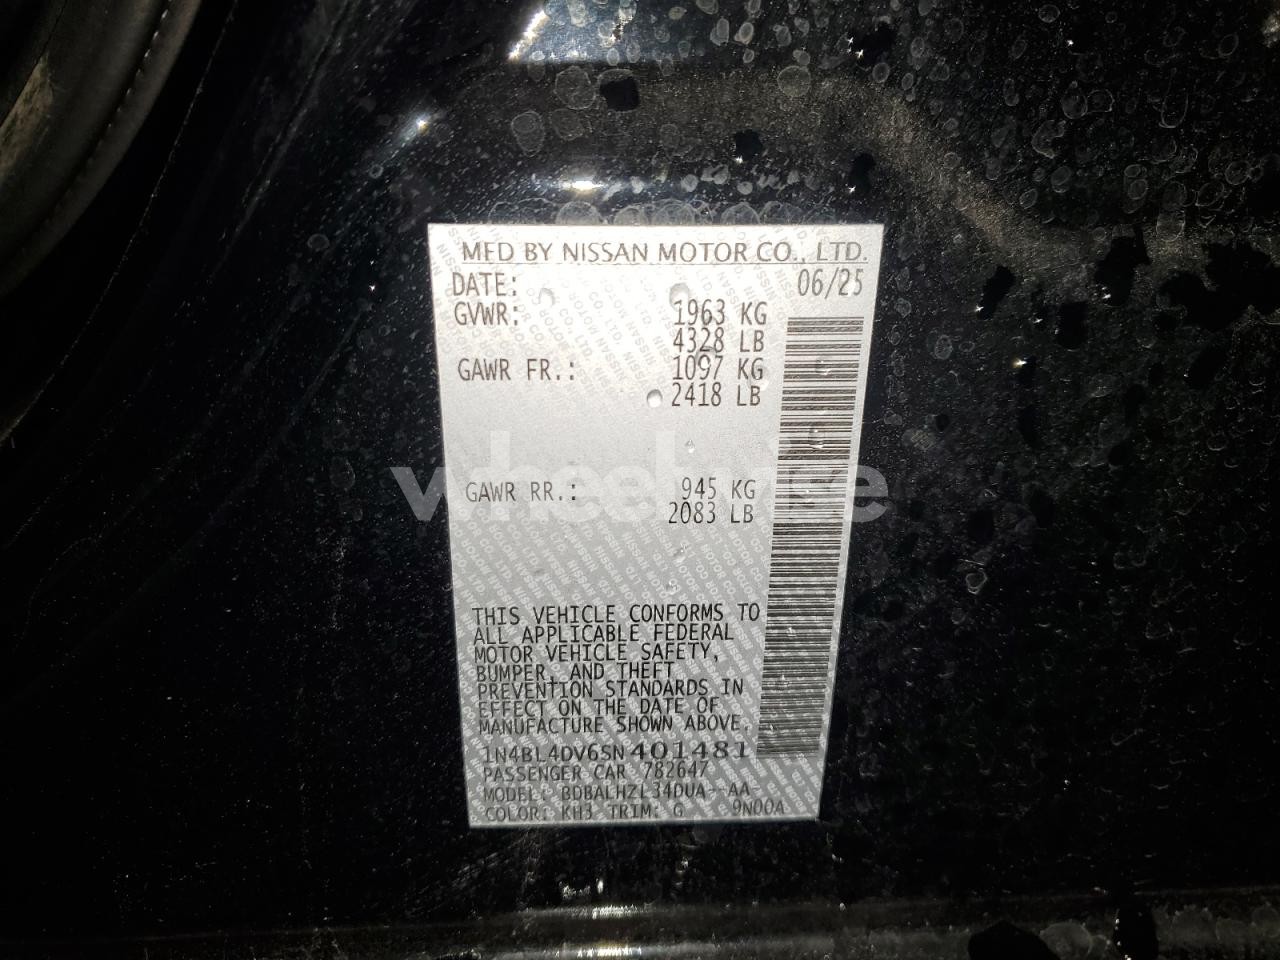 MFD BY NISSAN MOTOR CO., LTD.
DATE: 06/25
GVWR: 1963 KG
4328 LB
GAWR FR.: 1097 KG
2418 LB
wheelwise
GAWR RR.: 945 KG
2083 LB
THIS VEHICLE CONFORMS TO
ALL APPLICABLE FEDERAL
MOTOR VEHICLE SAFETY,
BUMPER, AND THEFT
PREVENTION STANDARDS IN
EFFECT ON THE DATE OF
MANUFACTURE SHOWN ABOVE.
1N4BL4DV6SN401481
PASSENGER CAR 782647
MODEL: BDBALHZL34DUA--AA-
COLOR: KH3 TRIM: G 9N00A